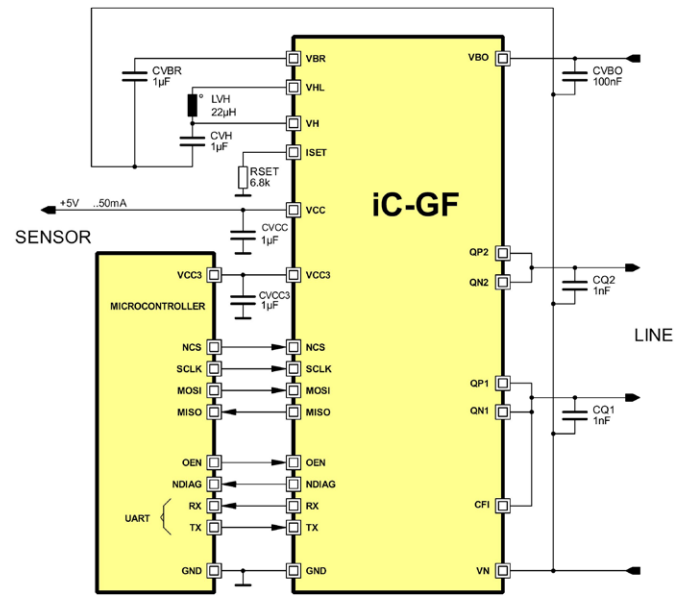 VBR
VBO
CVBR
1µF
CVBO
100nF
VHL
LVH
22µH
VH
CVH
1µF
ISET
RSET
6.8k
iC-GF
+5V ..50mA
VCC
SENSOR
CVCC
1µF
QP2
VCC3
VCC3
QN2
CQ2
1nF
CVCC3
1µF
MICROCONTROLLER
LINE
NCS
NCS
SCLK
SCLK
MOSI
MOSI
QP1
MISO
MISO
QN1
CQ1
1nF
OEN
OEN
NDIAG
NDIAG
RX
RX
CFI
UART
TX
TX
GND
GND
VN